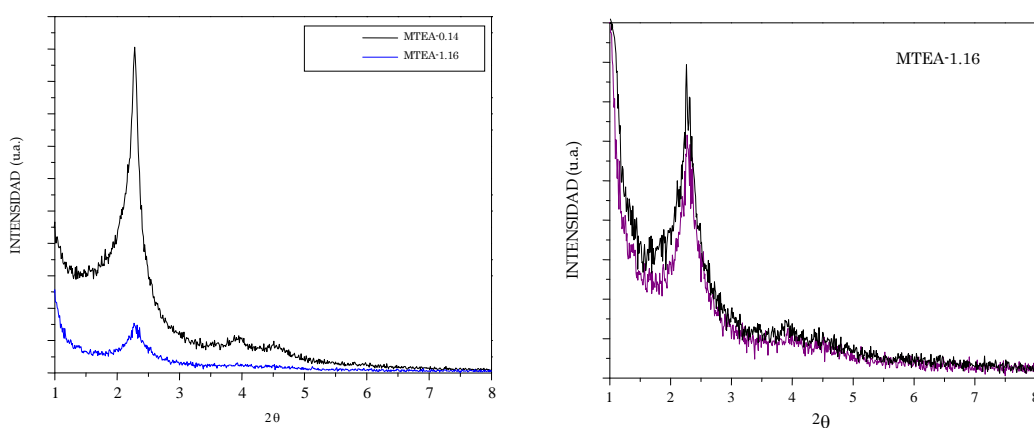 INTENSIDAD (u.a.)
MTEA-0.14
MTEA-1.16
1 2 3 4 5 6 7 8
2θ
INTENSIDAD (u.a.)
MTEA-1.16
1 2 3 4 5 6 7 8
2θ